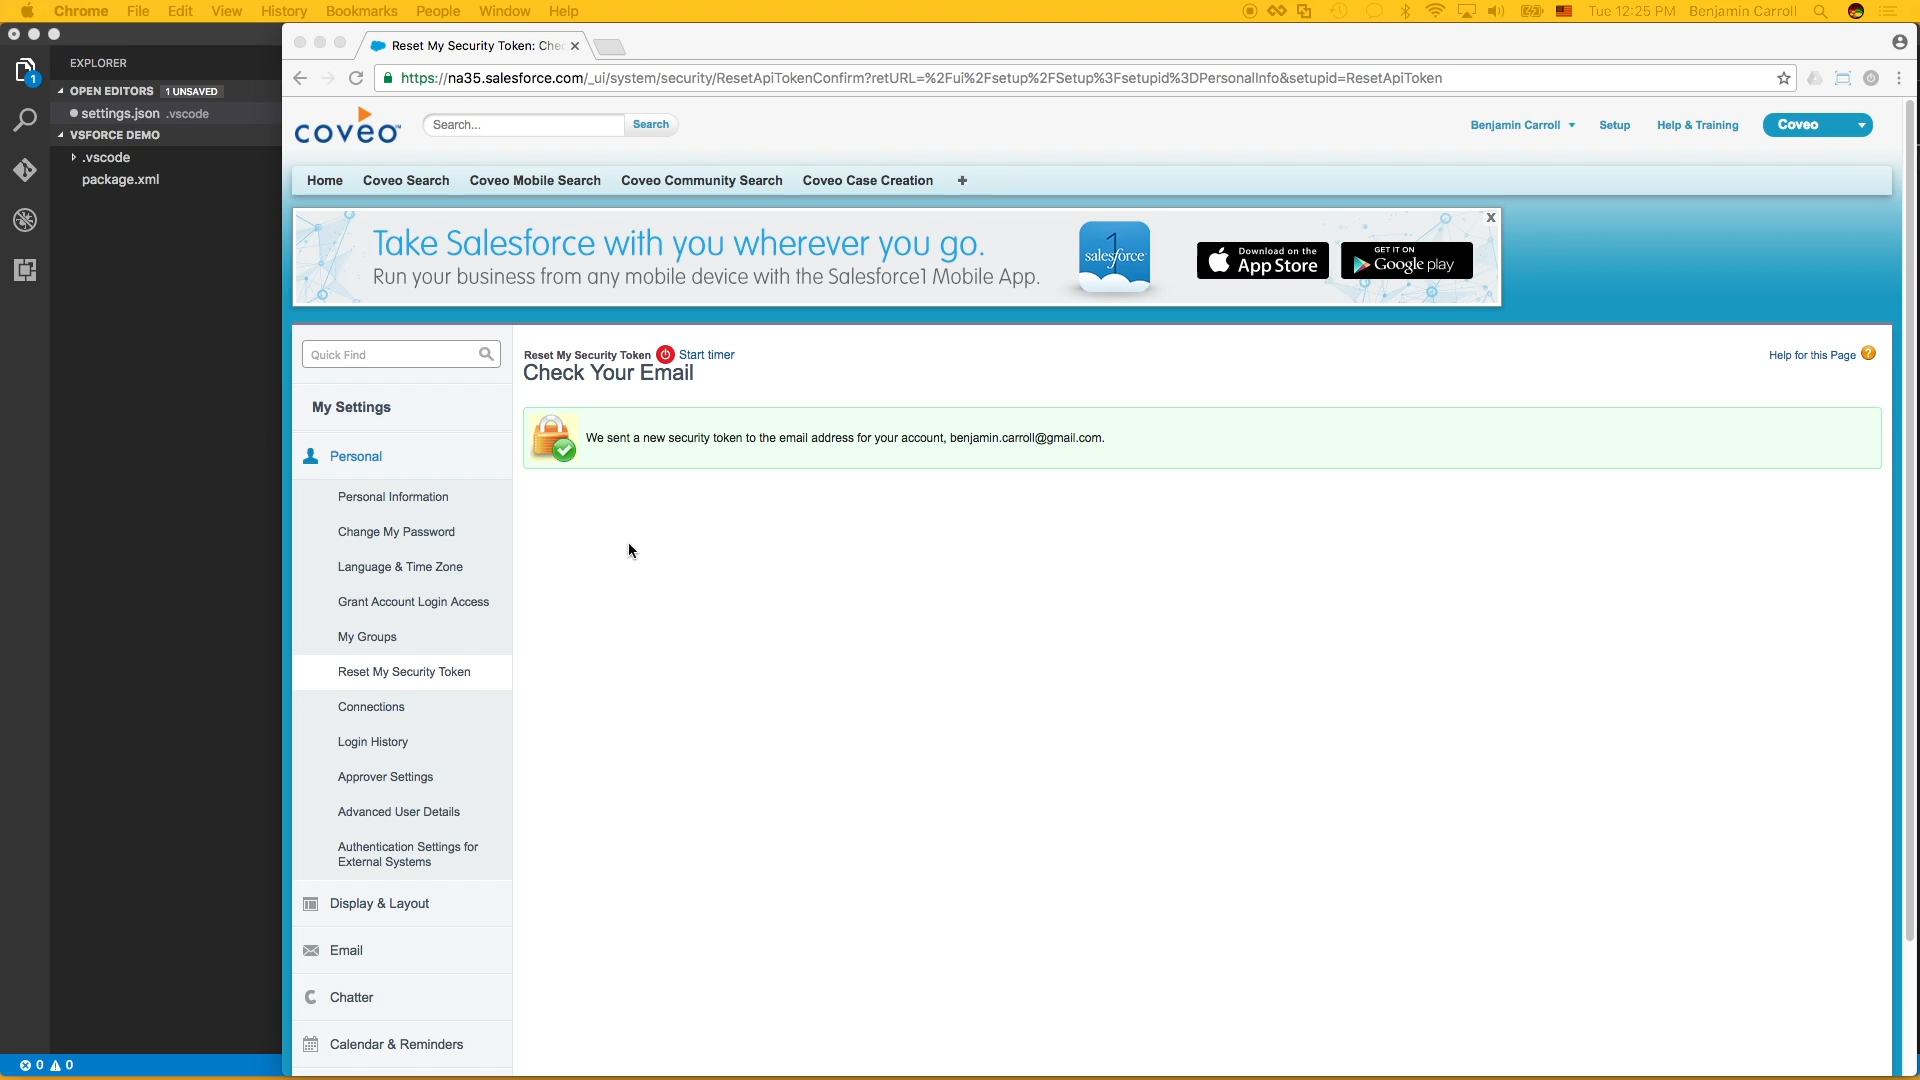 Chrome File Edit View History Bookmarks People Window Help Tue 12:25 PM Benjamin Carroll
EXPLORER
OPEN EDITORS 1 UNSAVED
settings.json .vscode
VSFORCE DEMO
.vscode
package.xml
1
0 0
Reset My Security Token: Che
https://na35.salesforce.com/_ui/system/security/ResetApiTokenConfirm?retURL=%2Fui%2Fsetup%2FSetup%3Fsetupid%3DPersonalInfo&setupid=ResetApiToken
coveo™ Search... Search Benjamin Carroll Setup Help & Training Coveo
Home Coveo Search Coveo Mobile Search Coveo Community Search Coveo Case Creation +
Take Salesforce with you wherever you go.
Run your business from any mobile device with the Salesforce1 Mobile App.
1
salesforce
Download on the
App Store
GET IT ON
Google play
X
Quick Find
My Settings
Personal
Personal Information
Change My Password
Language & Time Zone
Grant Account Login Access
My Groups
Reset My Security Token
Connections
Login History
Approver Settings
Advanced User Details
Authentication Settings for
External Systems
Display & Layout
Email
Chatter
Calendar & Reminders
Reset My Security Token Start timer
Check Your Email
Help for this Page ?
We sent a new security token to the email address for your account, benjamin.carroll@gmail.com.